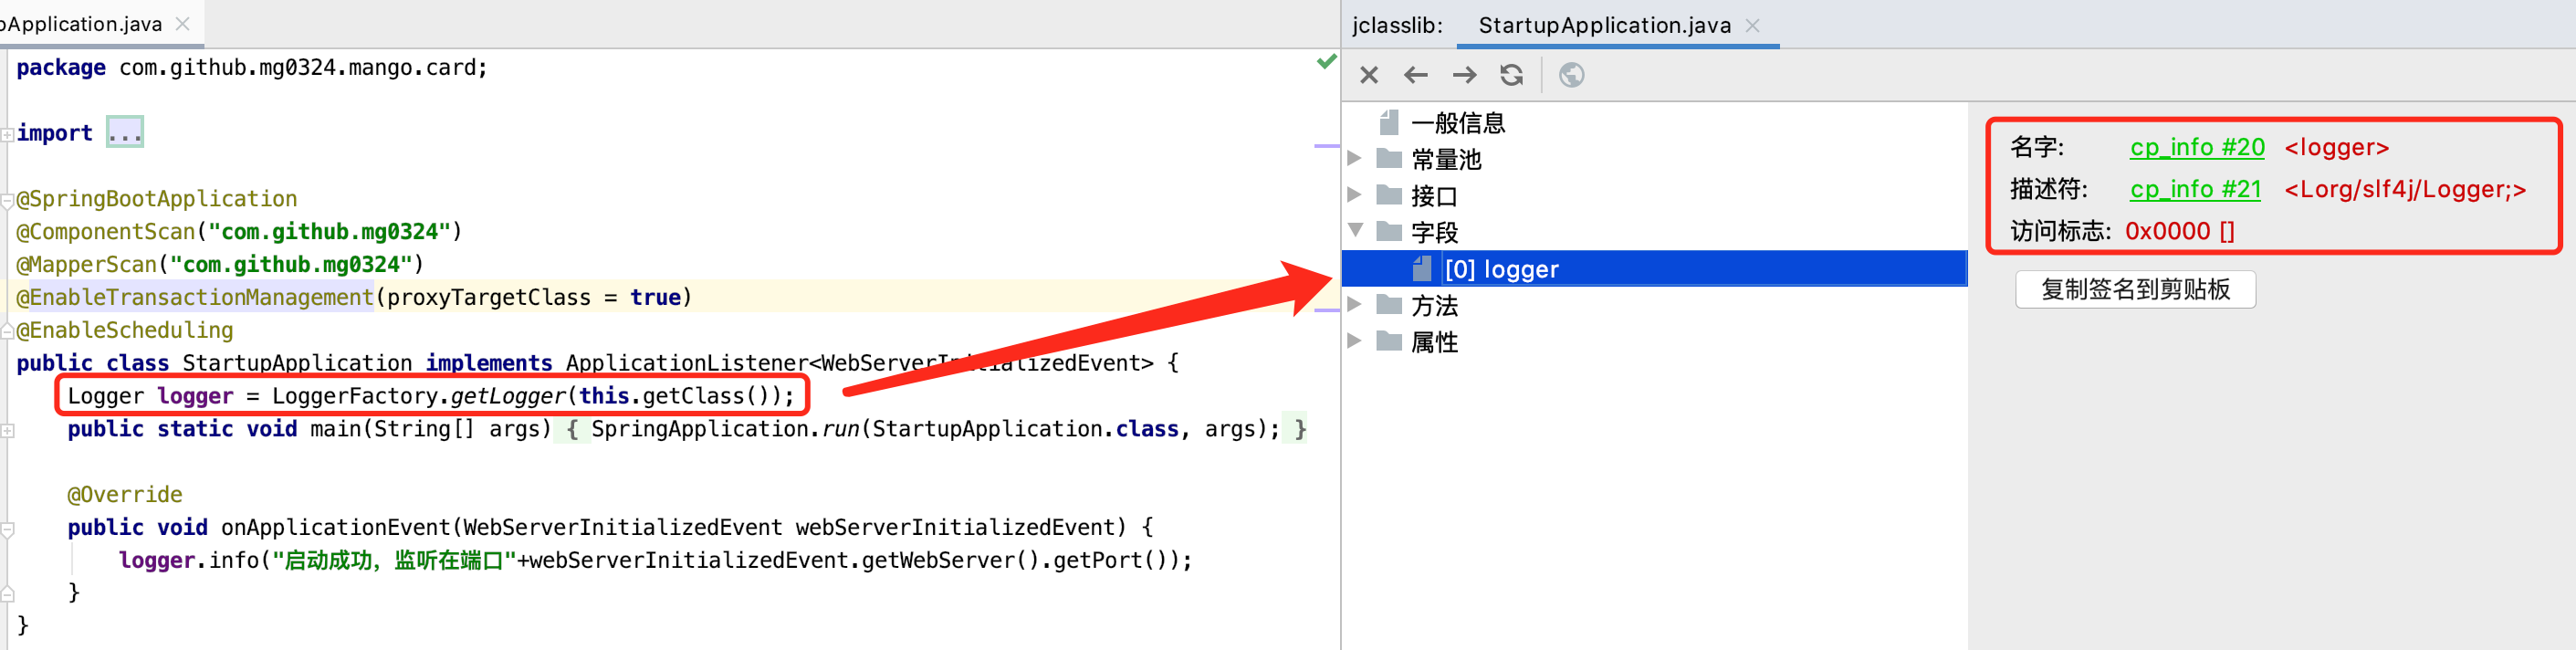 pApplication.java
package com.github.mg0324.mango.card;
import ...
@SpringBootApplication
@ComponentScan("com.github.mg0324")
@MapperScan("com.github.mg0324")
@EnableTransactionManagement(proxyTargetClass = true)
@EnableScheduling
public class StartupApplication implements ApplicationListener<WebServerInitializedEvent> {
Logger logger = LoggerFactory.getLogger(this.getClass());
public static void main(String[] args) { SpringApplication.run(StartupApplication.class, args); }
@Override
public void onApplicationEvent(WebServerInitializedEvent webServerInitializedEvent) {
logger.info("启动成功，监听在端口"+webServerInitializedEvent.getWebServer().getPort());
}
}
jclasslib: StartupApplication.java
一般信息
常量池
接口
字段
[0] logger
方法
属性
名字: cp_info #20 <logger>
描述符: cp_info #21 <Lorg/slf4j/Logger;>
访问标志: 0x0000 []
复制签名到剪贴板